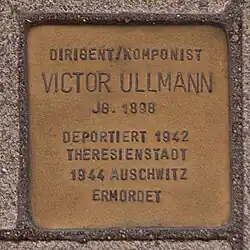 DIRIGENT/KOMPONIST
VICTOR ULLMANN
JG. 1898
DEPORTIERT 1942
THERESIENSTADT
1944 AUSCHWITZ
ERMORDET